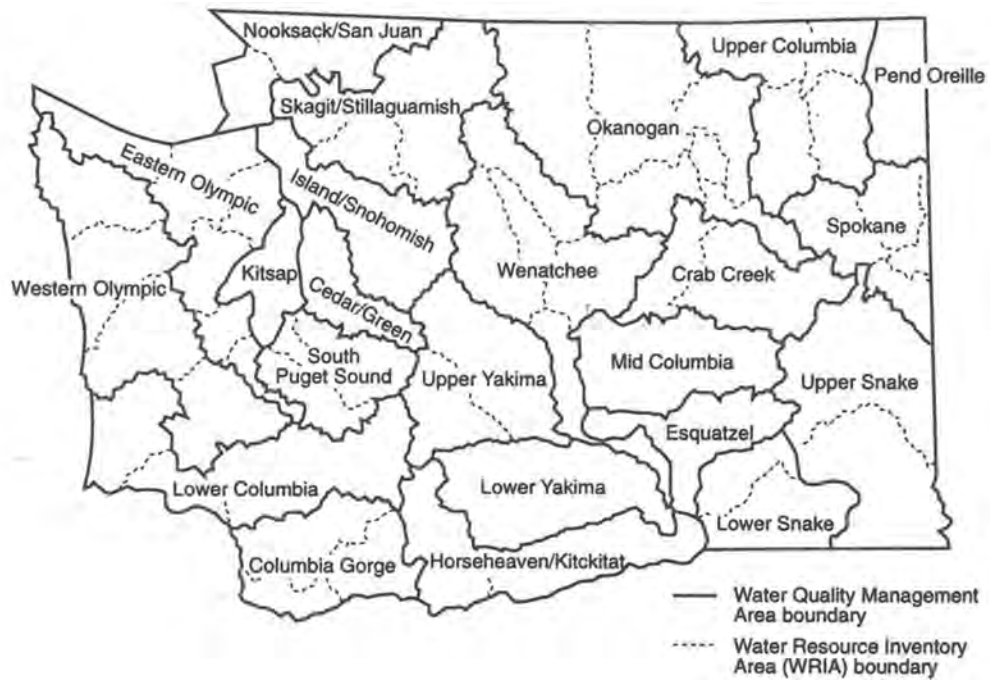 Nooksack/San Juan
Upper Columbia
Pend Oreille
Skagit/Stillaguamish
Okanogan
Eastern Olympic
Island/Snohomish
Spokane
Kitsap
Wenatchee
Crab Creek
Western Olympic
Cedar/Green
South
Puget Sound
Upper Yakima
Mid Columbia
Upper Snake
Esquatzel
Lower Columbia
Lower Yakima
Lower Snake
Columbia Gorge
Horseheaven/Kitckitat
Water Quality Management
Area boundary
Water Resource Inventory
Area (WRIA) boundary